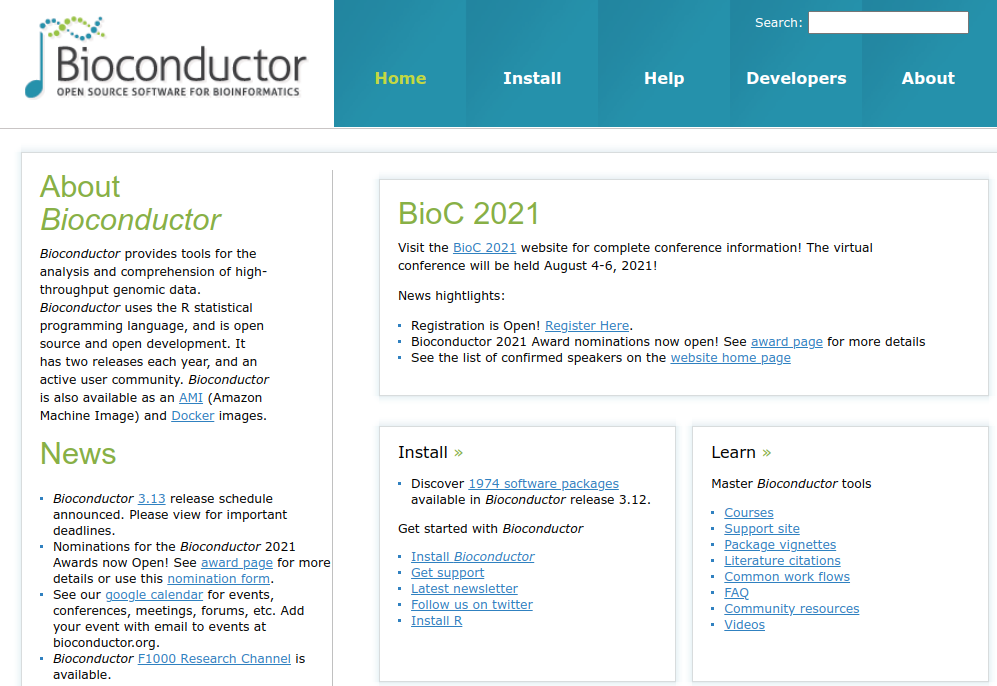 Bioconductor
OPEN SOURCE SOFTWARE FOR BIOINFORMATICS
Search:
Home
Install
Help
Developers
About
About
Bioconductor
Bioconductor provides tools for the
analysis and comprehension of high-
throughput genomic data.
Bioconductor uses the R statistical
programming language, and is open
source and open development. It
has two releases each year, and an
active user community. Bioconductor
is also available as an AMI (Amazon
Machine Image) and Docker images.
News
Bioconductor 3.13 release schedule
announced. Please view for important
deadlines.
Nominations for the Bioconductor 2021
Awards now Open! See award page for more
details or use this nomination form.
See our google calendar for events,
conferences, meetings, forums, etc. Add
your event with email to events at
bioconductor.org.
Bioconductor F1000 Research Channel is
available.
BioC 2021
Visit the BioC 2021 website for complete conference information! The virtual
conference will be held August 4-6, 2021!
News hightlights:
Registration is Open! Register Here.
Bioconductor 2021 Award nominations now open! See award page for more details
See the list of confirmed speakers on the website home page
Install »
Discover 1974 software packages
available in Bioconductor release 3.12.
Get started with Bioconductor
Install Bioconductor
Get support
Latest newsletter
Follow us on twitter
Install R
Learn »
Master Bioconductor tools
Courses
Support site
Package vignettes
Literature citations
Common work flows
FAQ
Community resources
Videos